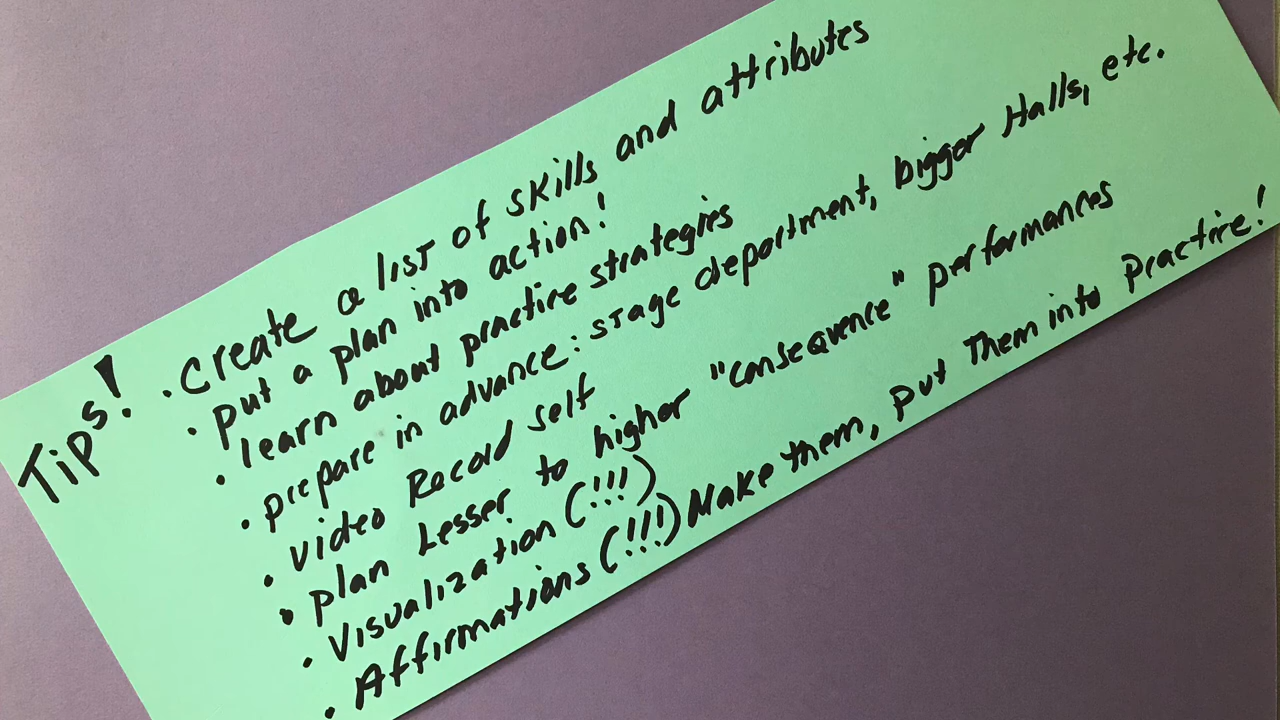 Tips! · Create a list of skills and attributes
· put a plan into action!
· learn about practice strategies
· prepare in advance: stage deportment, bigger Halls, etc.
· video Record self
· plan Lesser to higher "consequence" performances
· Visualization (!!!)
· Affirmations (!!!) Make them, put Them into Practice!